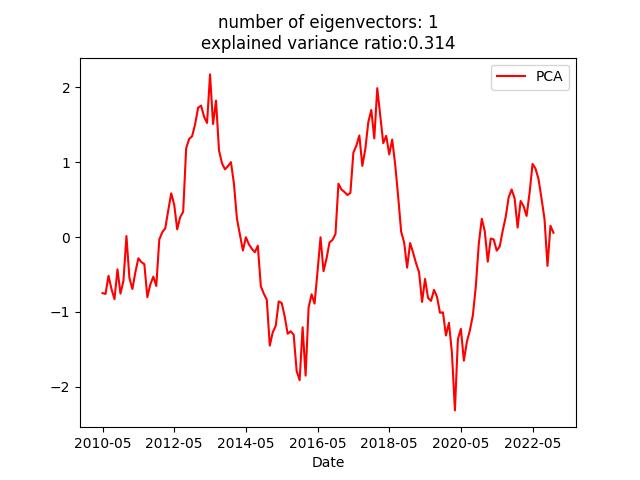 number of eigenvectors: 1
explained variance ratio:0.314
PCA
2
1
0
−1
−2
2010-05 2012-05 2014-05 2016-05 2018-05 2020-05 2022-05
Date